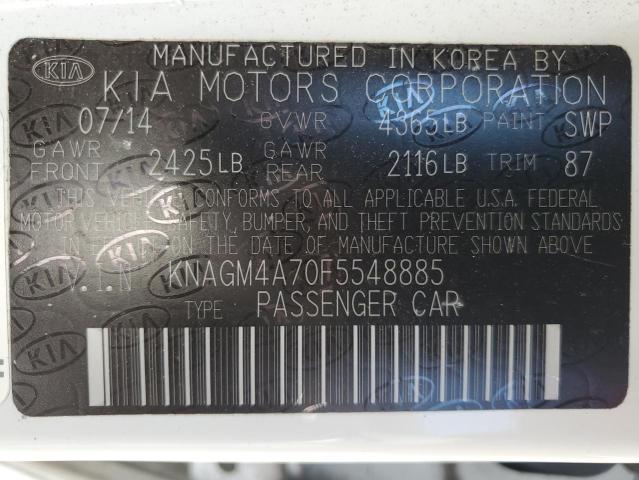 KIA MANUFACTURED IN KOREA BY
KIA MOTORS CORPORATION
07/14 GVWR 4365LB PAINT SWP
GAWR FRONT 2425LB GAWR REAR 2116LB TRIM 87
THIS VEHICLE CONFORMS TO ALL APPLICABLE U.S.A. FEDERAL
MOTOR VEHICLE SAFETY, BUMPER, AND THEFT PREVENTION STANDARDS
IN EFFECT ON THE DATE OF MANUFACTURE SHOWN ABOVE
V.I.N KNAGM4A70F5548885
TYPE PASSENGER CAR